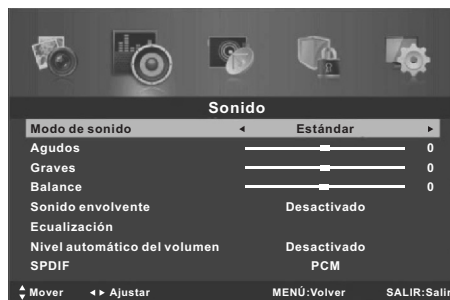 Sonido
Modo de sonido Estándar
Agudos 0
Graves 0
Balance 0
Sonido envolvente Desactivado
Ecualización
Nivel automático del volumen Desactivado
SPDIF PCM
Mover Ajustar MENÚ:Volver SALIR:Salir